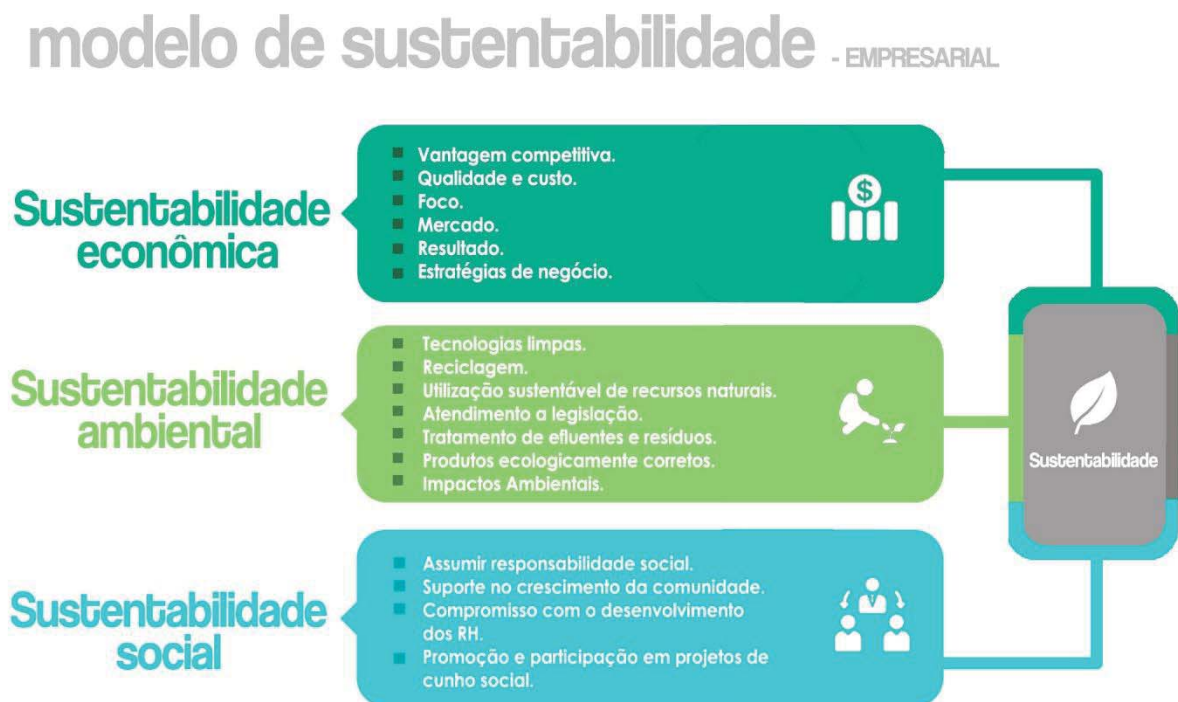 modelo de sustentabilidade - EMPRESARIAL
Sustentabilidade
econômica
Vantagem competitiva.
Qualidade e custo.
Foco.
Mercado.
Resultado.
Estratégias de negócio.
$
Sustentabilidade
ambiental
Tecnologias limpas.
Reciclagem.
Utilização sustentável de recursos naturais.
Atendimento a legislação.
Tratamento de efluentes e resíduos.
Produtos ecologicamente corretos.
Impactos Ambientais.
Sustentabilidade
social
Assumir responsabilidade social.
Suporte no crescimento da comunidade.
Compromisso com o desenvolvimento
dos RH.
Promoção e participação em projetos de
cunho social.
Sustentabilidade